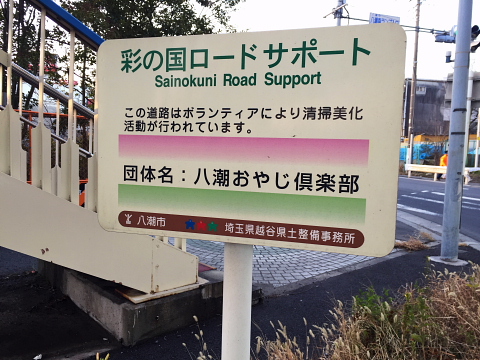 彩の国ロードサポート
Sainokuni Road Support
この道路はボランティアにより清掃美化
活動が行われています。
団体名：八潮おやじ倶楽部
八潮市 埼玉県越谷県土整備事務所